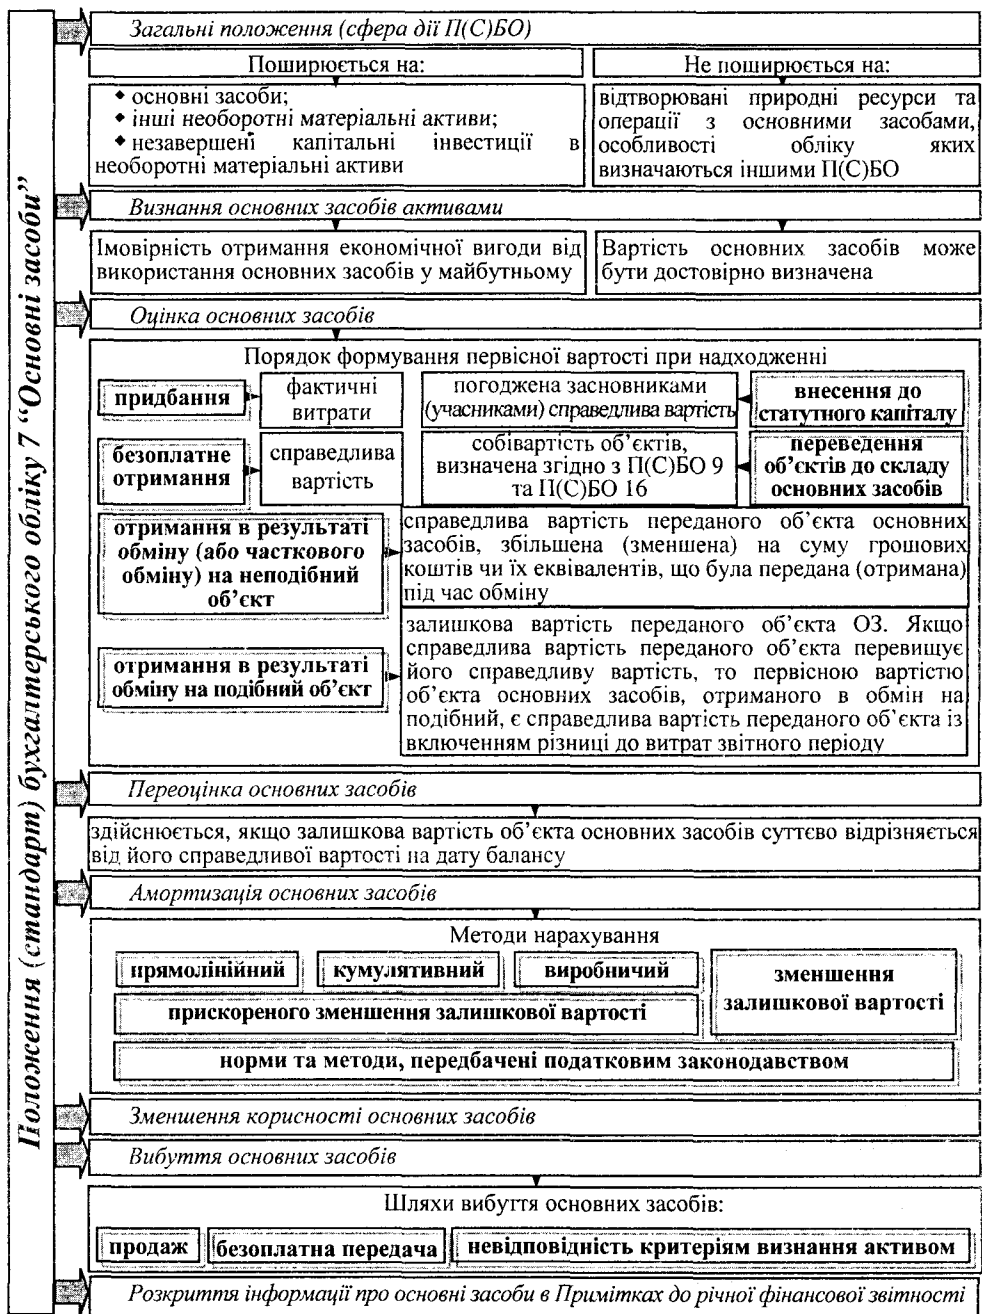 Положення (стандарт) бухгалтерського обліку 7 “Основні засоби”
Загальні положення (сфера дії П(С)БО)
Поширюється на:
◆ основні засоби;
◆ інші необоротні матеріальні активи;
◆ незавершені капітальні інвестиції в
необоротні матеріальні активи
Не поширюється на:
відтворювані природні ресурси та
операції з основними засобами,
особливості обліку яких
визначаються іншими П(С)БО
Визнання основних засобів активами
Імовірність отримання економічної вигоди від
використання основних засобів у майбутньому
Вартість основних засобів може
бути достовірно визначена
Оцінка основних засобів
Порядок формування первісної вартості при надходженні
придбання
фактичні
витрати
погоджена засновниками
(учасниками) справедлива вартість
внесення до
статутного капіталу
безоплатне
отримання
справедлива
вартість
собівартість об’єктів,
визначена згідно з П(С)БО 9
та П(С)БО 16
переведення
об’єктів до складу
основних засобів
отримання в результаті
обміну (або часткового
обміну) на неподібний
об’єкт
справедлива вартість переданого об’єкта основних
засобів, збільшена (зменшена) на суму грошових
коштів чи їх еквівалентів, що була передана (отримана)
під час обміну
отримання в результаті
обміну на подібний об’єкт
залишкова вартість переданого об’єкта ОЗ. Якщо
справедлива вартість переданого об’єкта перевищує
його справедливу вартість, то первісною вартістю
об’єкта основних засобів, отриманого в обмін на
подібний, є справедлива вартість переданого об’єкта із
включенням різниці до витрат звітного періоду
Переоцінка основних засобів
здійснюється, якщо залишкова вартість об’єкта основних засобів суттєво відрізняється
від його справедливої вартості на дату балансу
Амортизація основних засобів
Методи нарахування
прямолінійний
кумулятивний
виробничий
зменшення
залишкової вартості
прискореного зменшення залишкової вартості
норми та методи, передбачені податковим законодавством
Зменшення корисності основних засобів
Вибуття основних засобів
Шляхи вибуття основних засобів:
продаж
безоплатна передача
невідповідність критеріям визнання активом
Розкриття інформації про основні засоби в Примітках до річної фінансової звітності